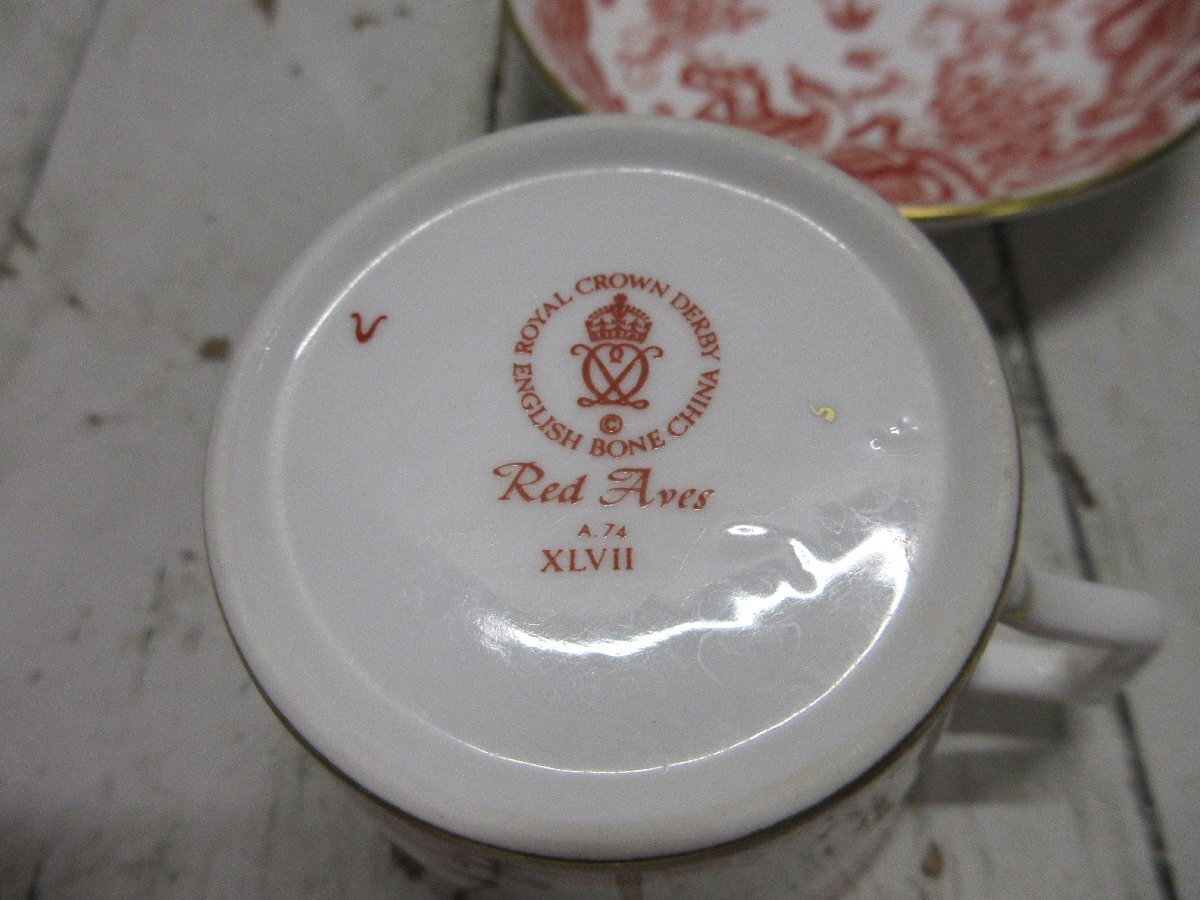 ROYAL CROWN DERBY
ENGLISH BONE CHINA
©
Red Aves
A.74
XLVII